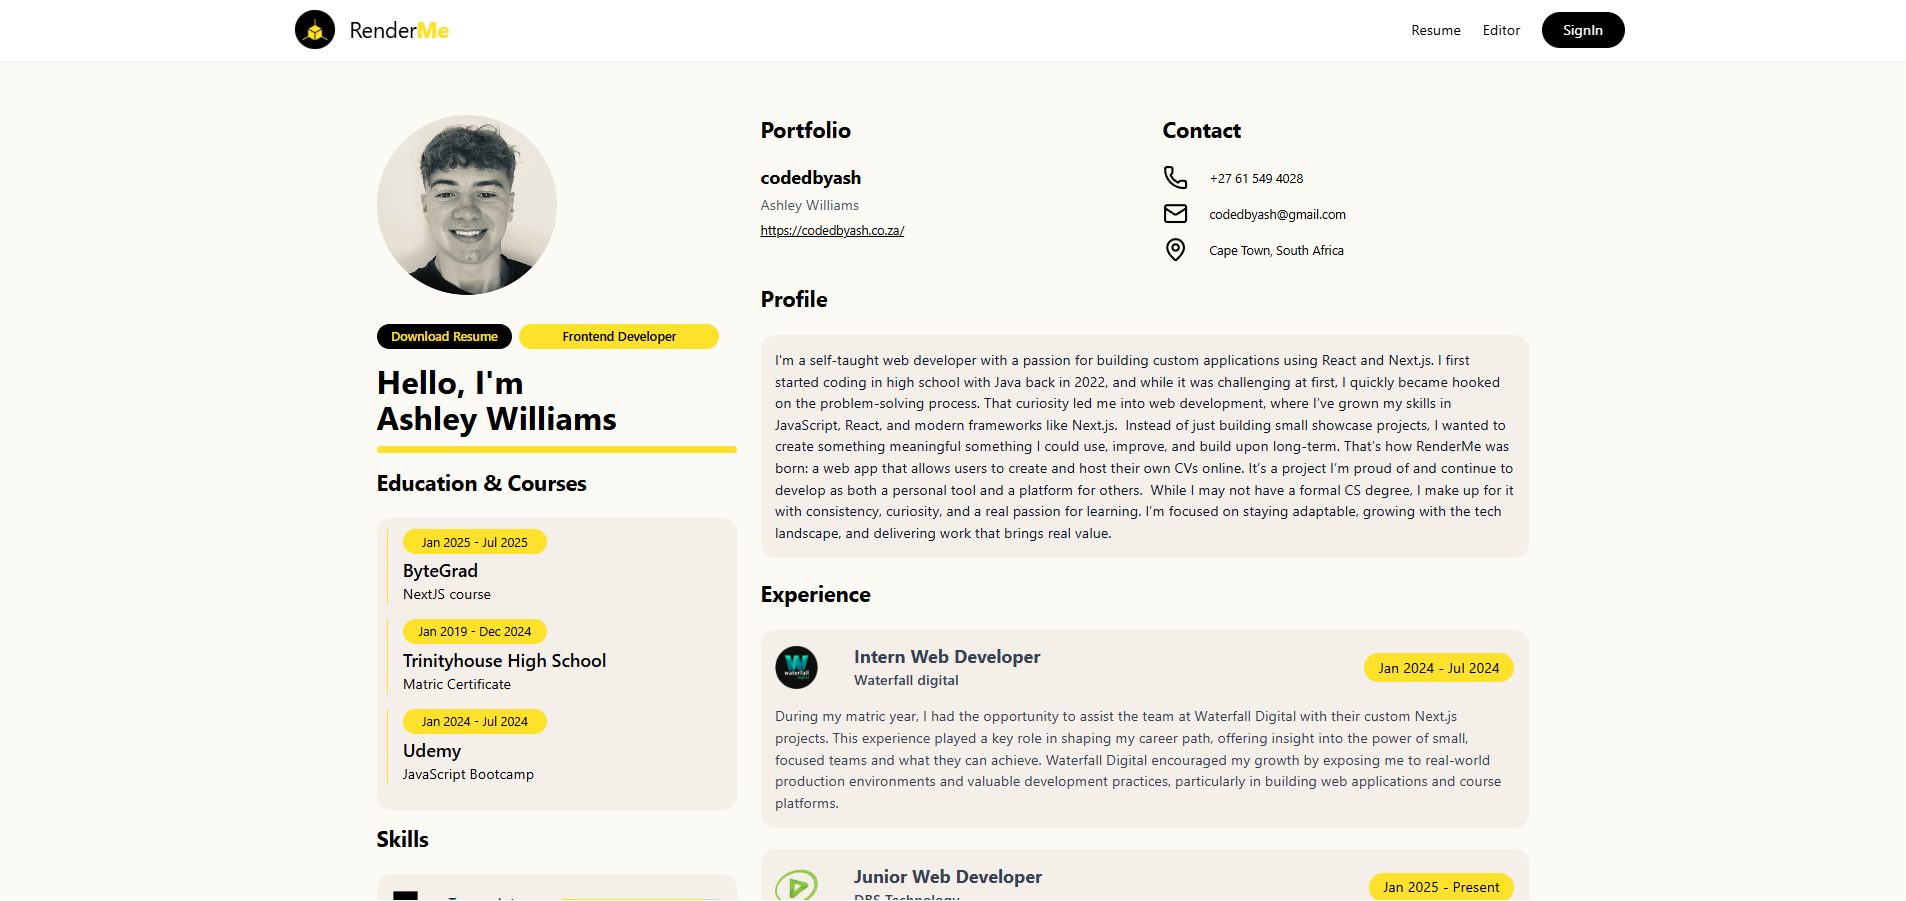 RenderMe
Resume
Editor
SignIn
Download Resume
Frontend Developer
Hello, I'm
Ashley Williams
Education & Courses
Jan 2025 - Jul 2025
ByteGrad
NextJS course
Jan 2019 - Dec 2024
Trinityhouse High School
Matric Certificate
Jan 2024 - Jul 2024
Udemy
JavaScript Bootcamp
Skills
Portfolio
codedbyash
Ashley Williams
https://codedbyash.co.za/
Contact
+27 61 549 4028
codedbyash@gmail.com
Cape Town, South Africa
Profile
I'm a self-taught web developer with a passion for building custom applications using React and Next.js. I first
started coding in high school with Java back in 2022, and while it was challenging at first, I quickly became hooked
on the problem-solving process. That curiosity led me into web development, where I've grown my skills in
JavaScript, React, and modern frameworks like Next.js.  Instead of just building small showcase projects, I wanted to
create something meaningful something I could use, improve, and build upon long-term. That's how RenderMe was
born: a web app that allows users to create and host their own CVs online. It's a project I'm proud of and continue to
develop as both a personal tool and a platform for others.  While I may not have a formal CS degree, I make up for it
with consistency, curiosity, and a real passion for learning. I'm focused on staying adaptable, growing with the tech
landscape, and delivering work that brings real value.
Experience
W
waterfall
Intern Web Developer
Waterfall digital
Jan 2024 - Jul 2024
During my matric year, I had the opportunity to assist the team at Waterfall Digital with their custom Next.js
projects. This experience played a key role in shaping my career path, offering insight into the power of small,
focused teams and what they can achieve. Waterfall Digital encouraged my growth by exposing me to real-world
production environments and valuable development practices, particularly in building web applications and course
platforms.
Junior Web Developer
Jan 2025 - Present